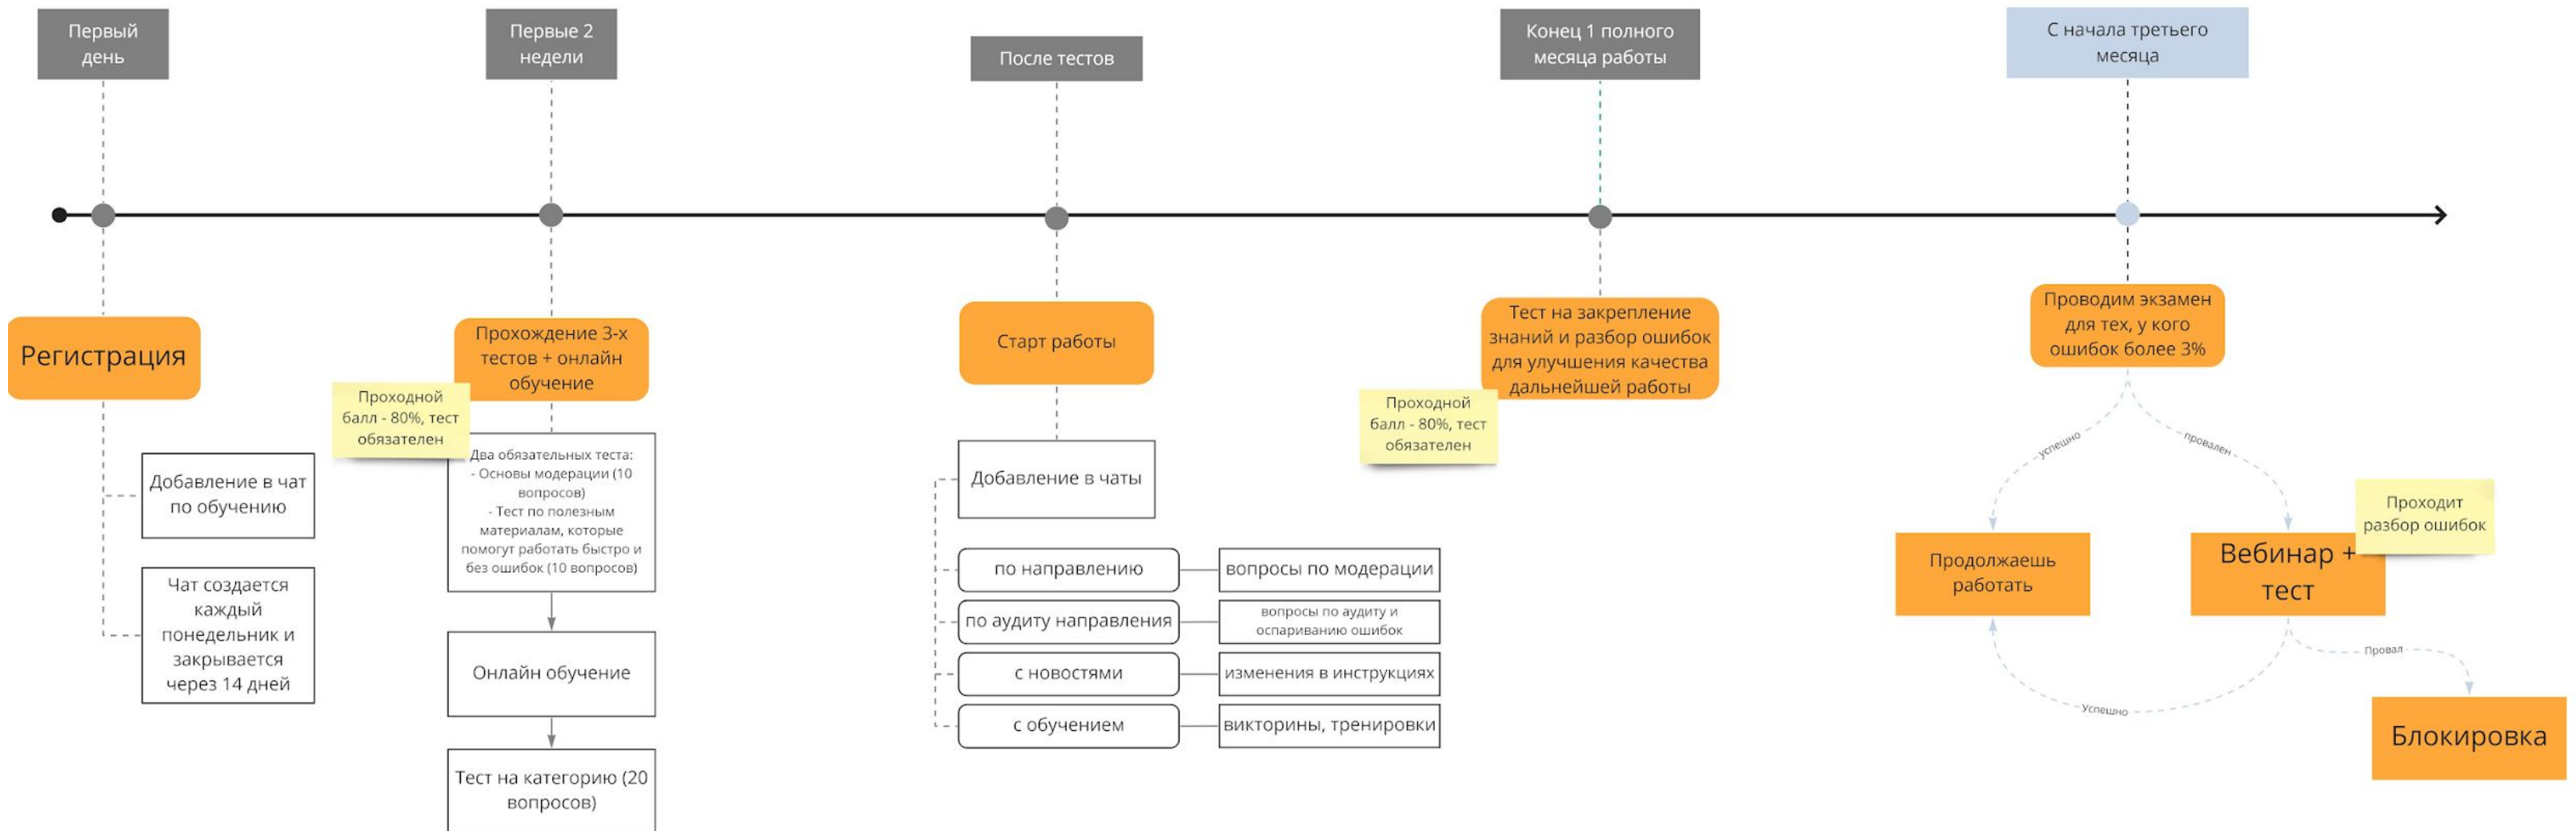 Первый
день
Первые 2
недели
После тестов
Конец 1 полного
месяца работы
С начала третьего
месяца
Регистрация
Добавление в чат
по обучению
Чат создается
каждый
понедельник и
закрывается
через 14 дней
Прохождение 3-х
тестов + онлайн
обучение
Проходной
балл - 80%, тест
обязателен
Два обязательных теста:
- Основы модерации (10
вопросов)
- Тест по полезным
материалам, которые
помогут работать быстро и
без ошибок (10 вопросов)
Онлайн обучение
Тест на категорию (20
вопросов)
Старт работы
Добавление в чаты
по направлению
вопросы по модерации
по аудиту направления
вопросы по аудиту и
оспариванию ошибок
с новостями
изменения в инструкциях
с обучением
викторины, тренировки
Тест на закрепление
знаний и разбор ошибок
для улучшения качества
дальнейшей работы
Проходной
балл - 80%, тест
обязателен
Проводим экзамен
для тех, у кого
ошибок более 3%
успешно
провален
Продолжаешь
работать
Вебинар +
тест
Проходит
разбор ошибок
Провал
Успешно
Блокировка